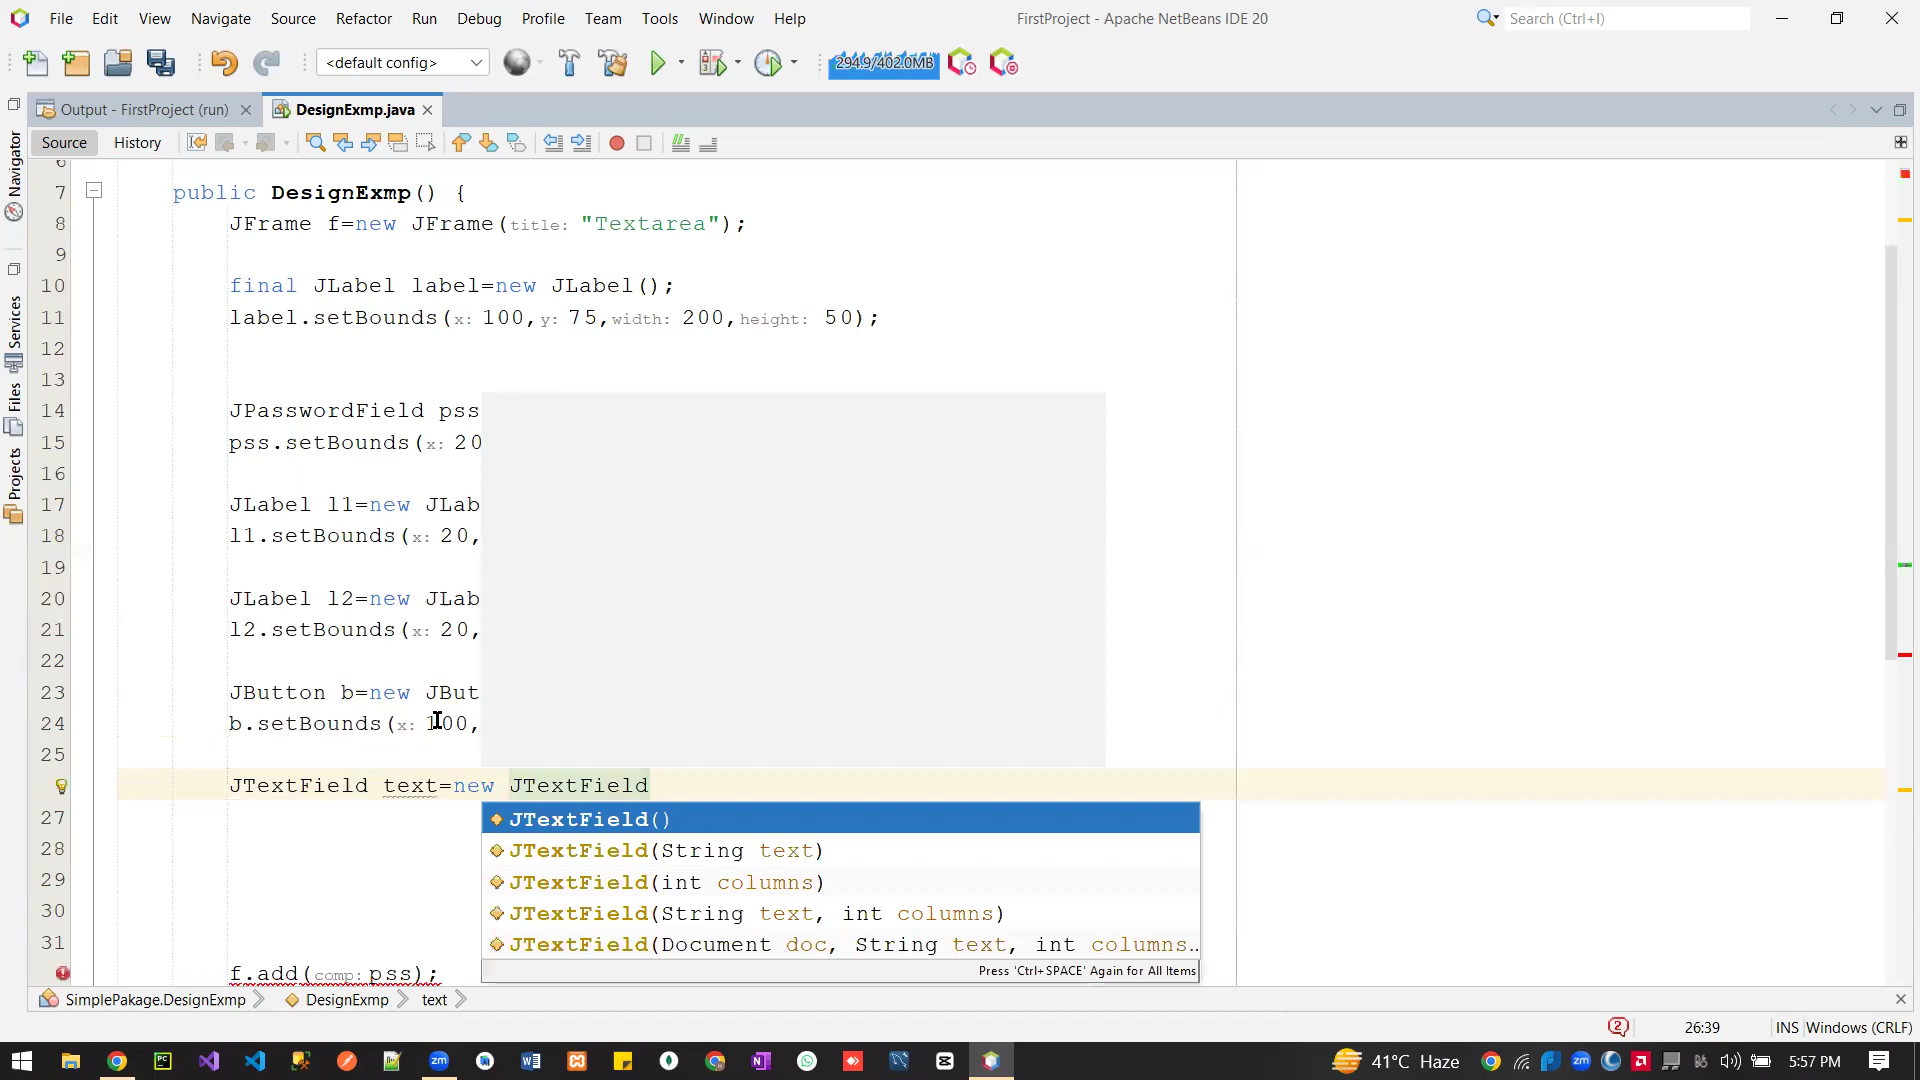 File Edit View Navigate Source Refactor Run Debug Profile Team Tools Window Help
FirstProject - Apache NetBeans IDE 20
Search (Ctrl+I)
<default config>
294.9/402.0MB
Output - FirstProject (run)
DesignExmp.java
Source History
Navigator
Services
Files
Projects
6
7 public DesignExmp() {
8 JFrame f=new JFrame(title: "Textarea");
9
10 final JLabel label=new JLabel();
11 label.setBounds(x: 100,y: 75,width: 200,height: 50);
12
13
14 JPasswordField pss
15 pss.setBounds(x: 20
16
17 JLabel l1=new JLab
18 l1.setBounds(x: 20,
19
20 JLabel l2=new JLab
21 l2.setBounds(x: 20,
22
23 JButton b=new JBut
24 b.setBounds(x: 100,
25
JTextField text=new JTextField
27
28
29
30
31
f.add(comp: pss);
JTextField()
JTextField(String text)
JTextField(int columns)
JTextField(String text, int columns)
JTextField(Document doc, String text, int columns..
Press 'Ctrl+SPACE' Again for All Items
SimplePakage.DesignExmp DesignExmp text
2 26:39 INS Windows (CRLF)
41°C Haze 5:57 PM